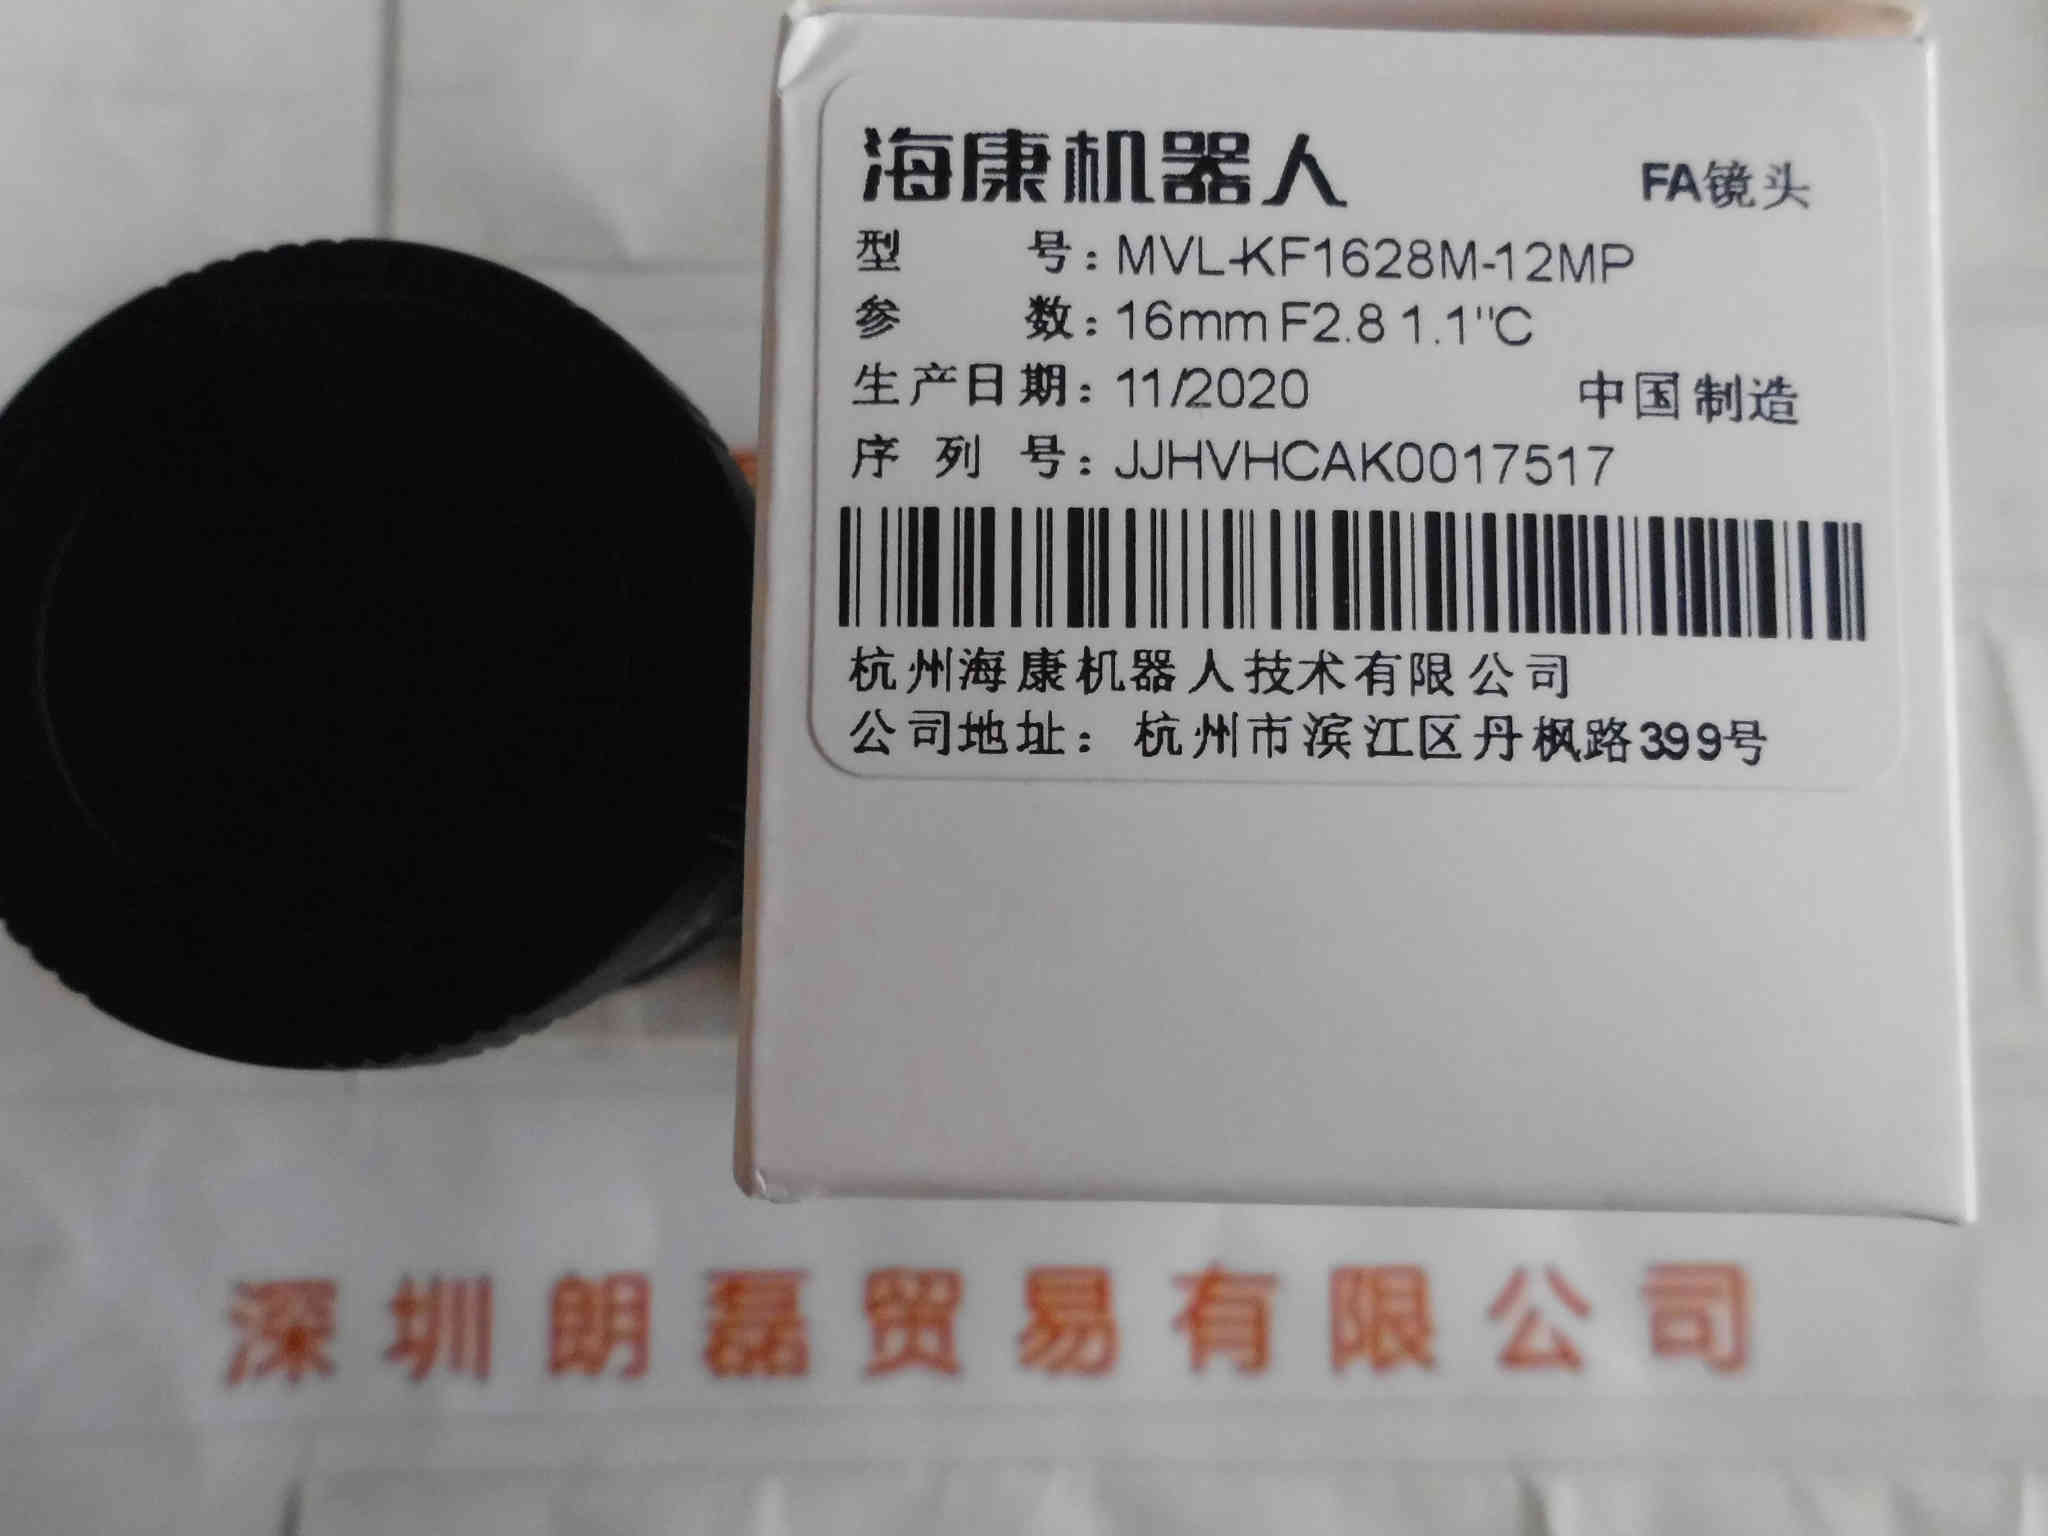 海康机器人
FA镜头
型号：MVL-KF1628M-12MP
参数：16mm F2.8 1.1"C
生产日期：11/2020
中国制造
序列号：JJHVHCAK0017517
杭州海康机器人技术有限公司
公司地址：杭州市滨江区丹枫路399号
深圳朗磊贸易有限公司